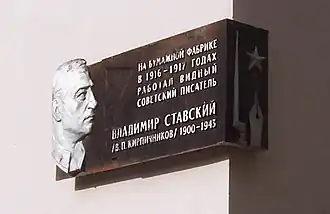 НА БУМАЖНОЙ ФАБРИКЕ
В 1916-1917 ГОДАХ
РАБОТАЛ ВИДНЫЙ
СОВЕТСКИЙ ПИСАТЕЛЬ
ВЛАДИМИР СТАВСКИЙ
/В.П. КИРПИЧНИКОВ/ 1900-1943